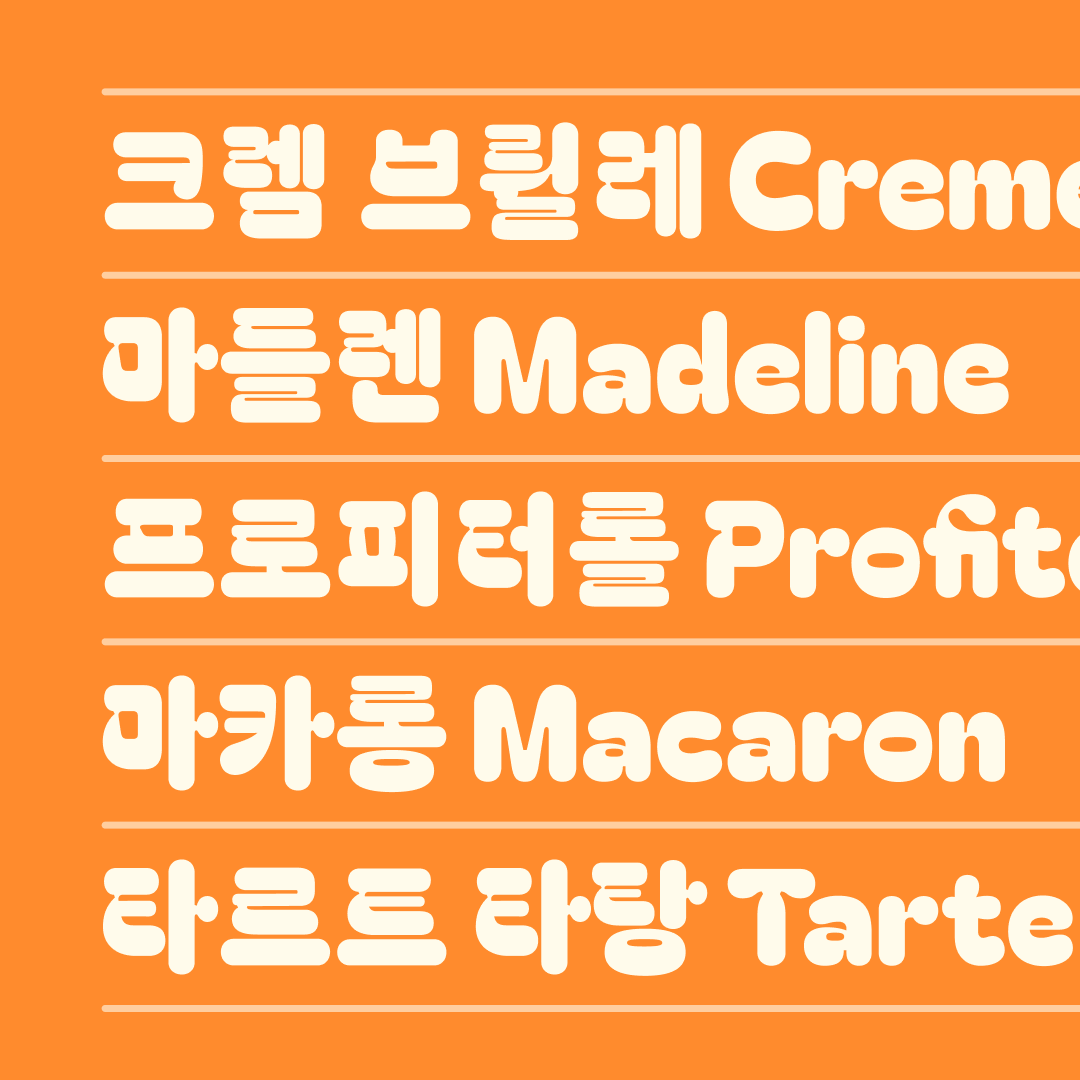 크렘 브륄레 Creme
마들렌 Madeline
프로피터롤 Profite
마카롱 Macaron
타르트 타탕 Tarte